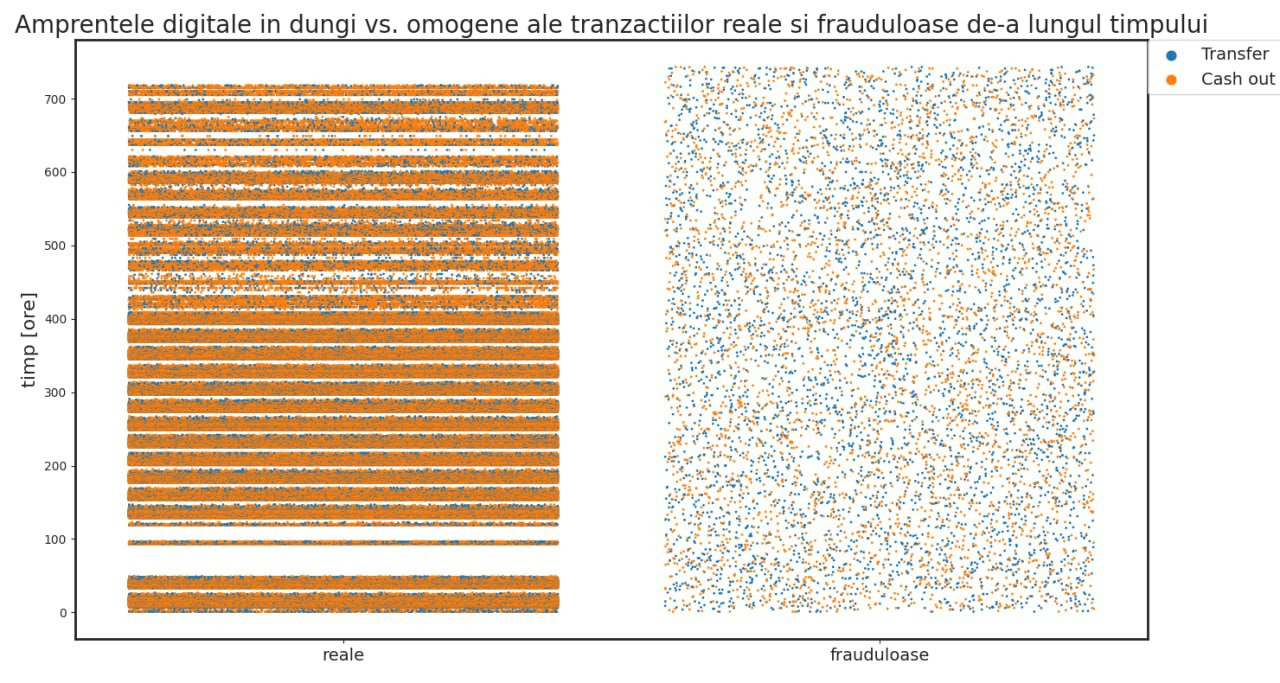 Amprentele digitale in dungi vs. omogene ale tranzactiilor reale si frauduloase de-a lungul timpului
Transfer
Cash out
700
600
500
400
300
200
100
0
timp [ore]
reale
frauduloase